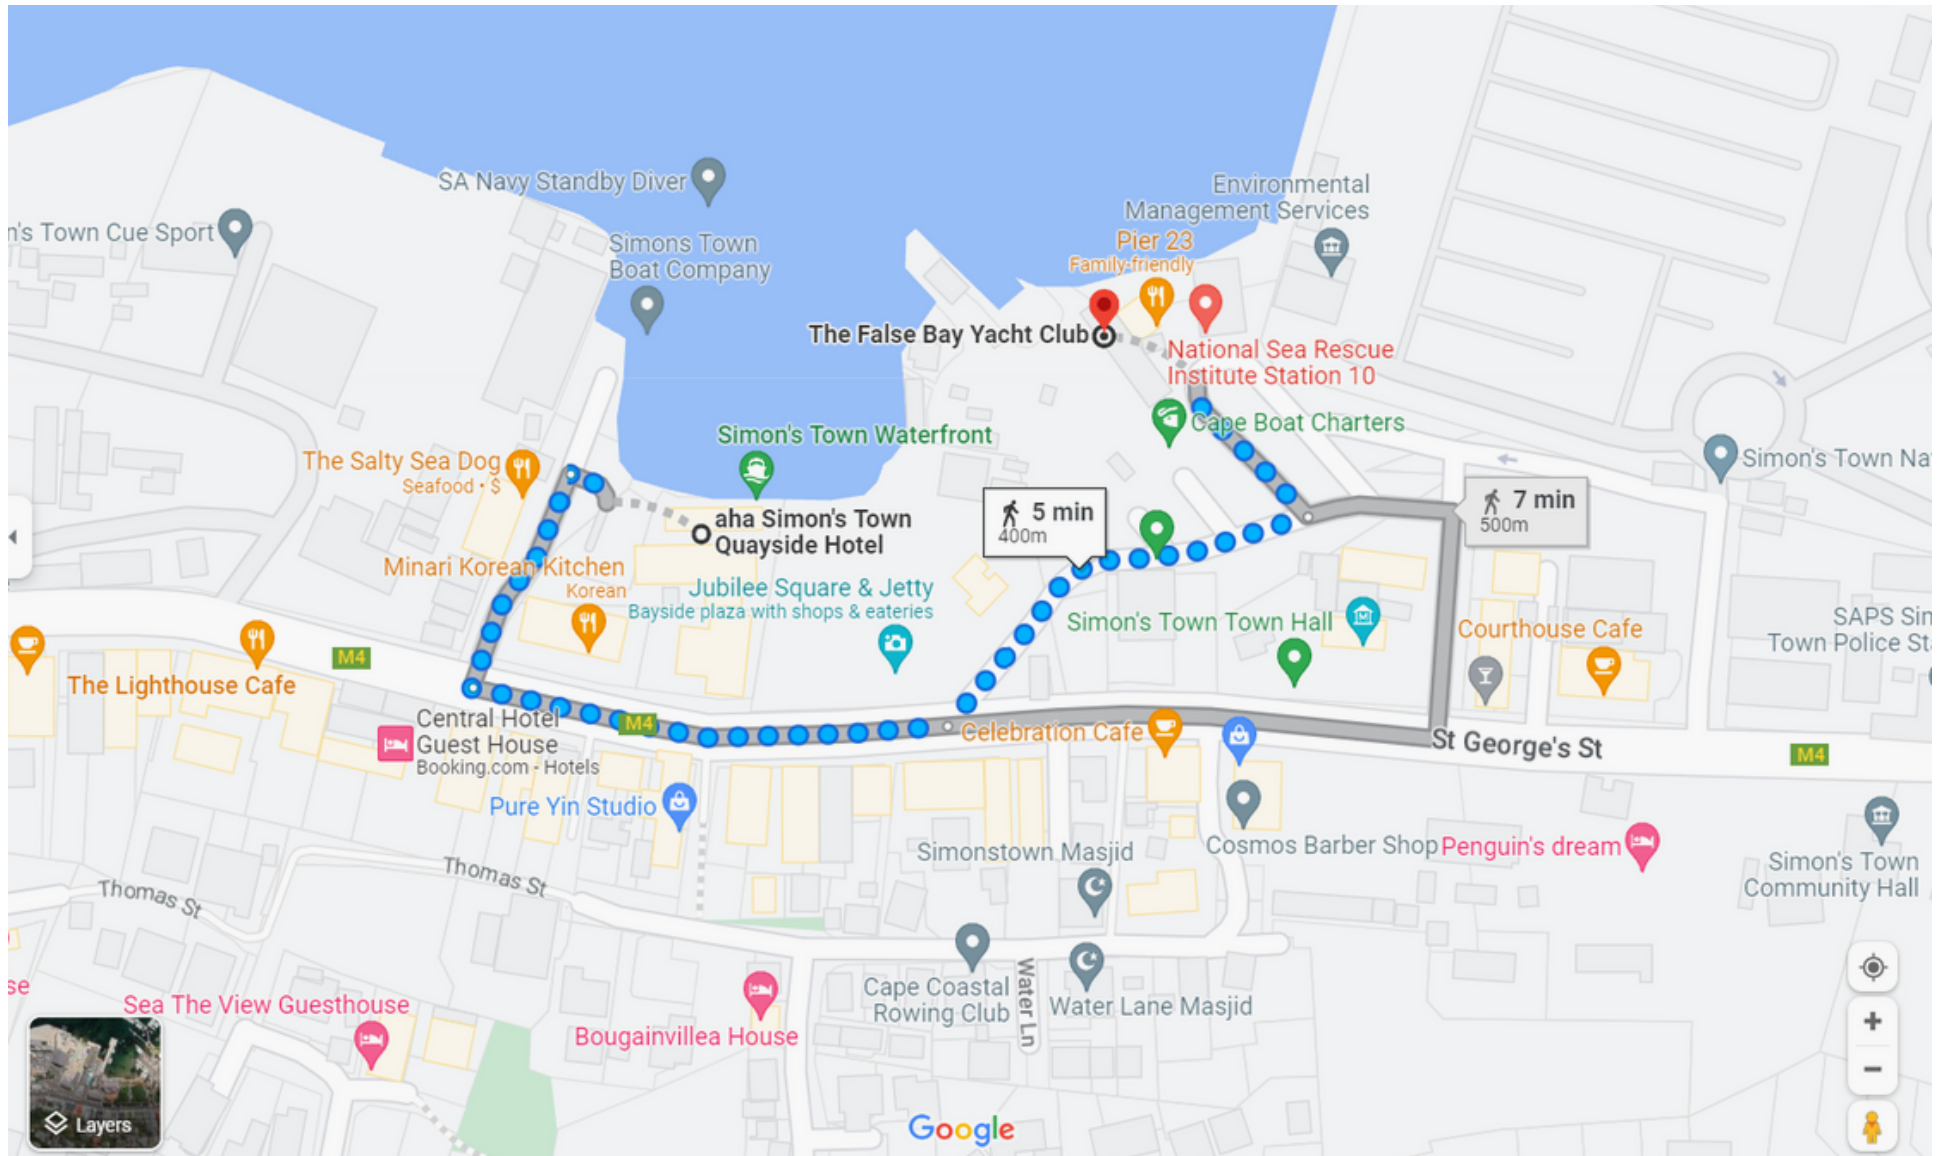 SA Navy Standby Diver
Environmental
Management Services
n's Town Cue Sport
Simons Town
Boat Company
Pier 23
Family-friendly
The False Bay Yacht Club
National Sea Rescue
Institute Station 10
Cape Boat Charters
Simon's Town Waterfront
The Salty Sea Dog
Seafood • $
Simon's Town Na
5 min
400m
7 min
500m
aha Simon's Town
Quayside Hotel
Minari Korean Kitchen
Korean
Jubilee Square & Jetty
Bayside plaza with shops & eateries
Simon's Town Town Hall
Courthouse Cafe
SAPS Sin
Town Police St
M4
The Lighthouse Cafe
Central Hotel
Guest House
Booking.com - Hotels
M4
Celebration Cafe
St George's St
M4
Pure Yin Studio
Simonstown Masjid
Cosmos Barber Shop
Penguin's dream
Simon's Town
Community Hall
Thomas St
Thomas St
se
Sea The View Guesthouse
Bougainvillea House
Cape Coastal
Rowing Club
Water Ln
Water Lane Masjid
Layers
Google